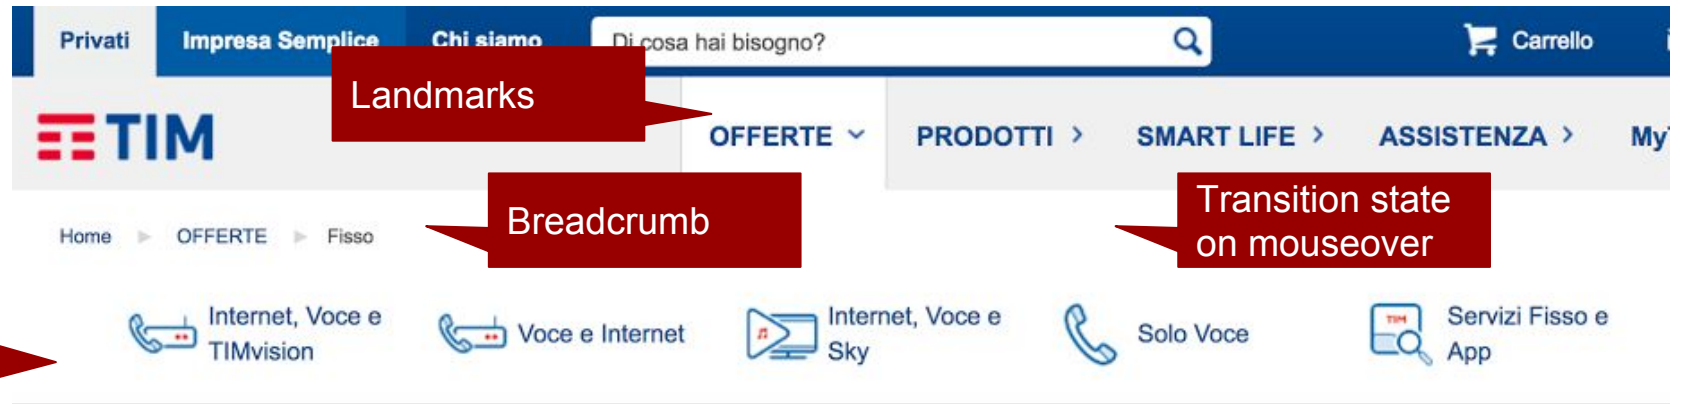 Privati Impresa Semplice Chi siamo Di cosa hai bisogno? Carrello
Landmarks
TIM OFFERTE PRODOTTI > SMART LIFE > ASSISTENZA >
Breadcrumb
Transition state
on mouseover
Home OFFERTE Fisso
Internet, Voce e
TIMvision
Voce e Internet
Internet, Voce e
Sky
Solo Voce
TIM
Servizi Fisso e
App